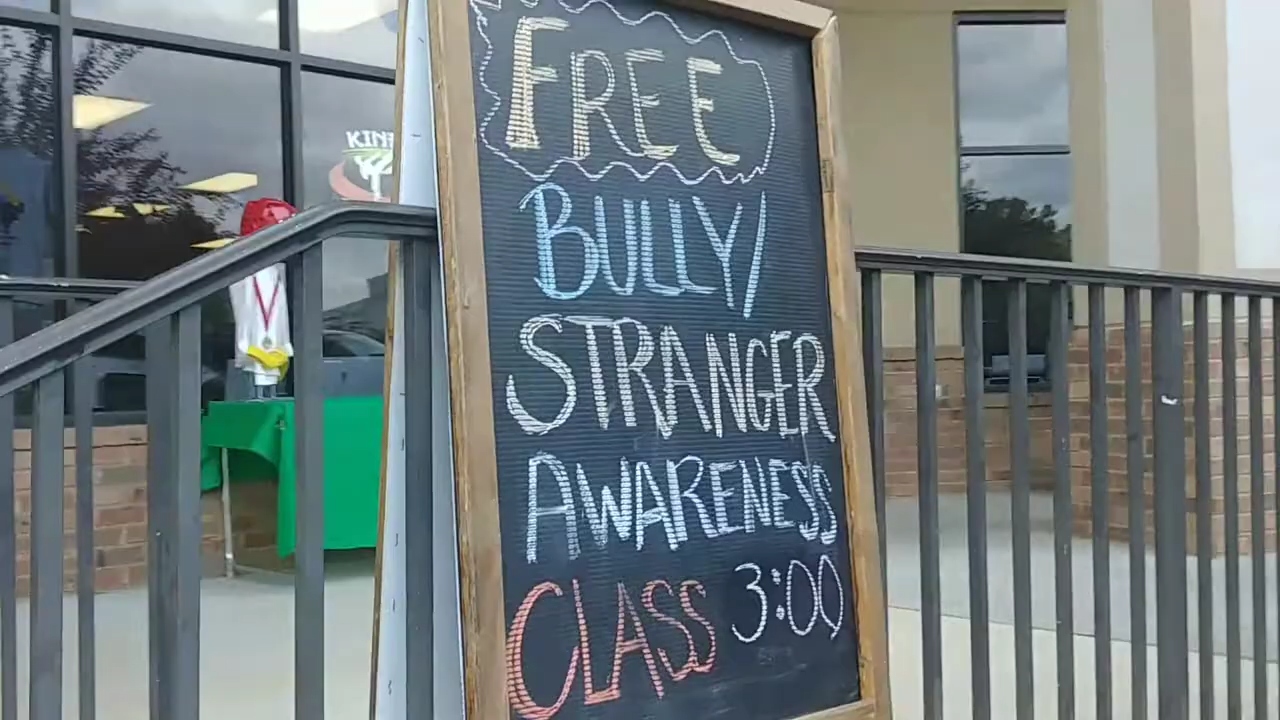 FREE
BULLY/
STRANGER
AWARENESS
CLASS 3:00